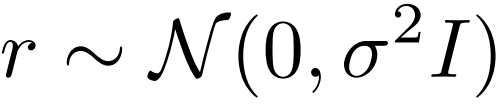 r ∼ 𝒩(0, σ²I)